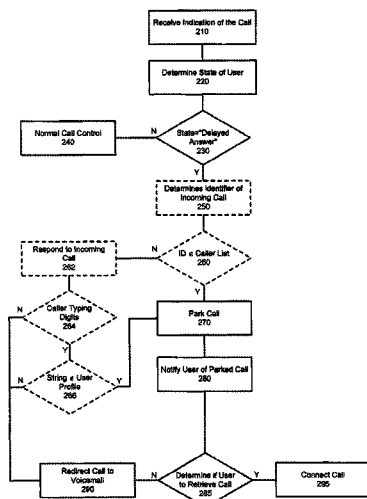 Receive Indication of the Call
210
Determine State of User
220
State="Delayed
Answer"
230
N
Normal Call Control
240
Y
Determines Identifier of
Incoming Call
250
ID ε Caller List
260
N
Respond to Incoming
Call
262
Y
Caller Typing
Digits
264
N
Y
Park Call
270
String ε User
Profile
266
N
Y
Notify User of Parked Call
280
Redirect Call to
Voicemail
290
N
Determine if User
to Retrieve Call
285
Y
Connect Call
295